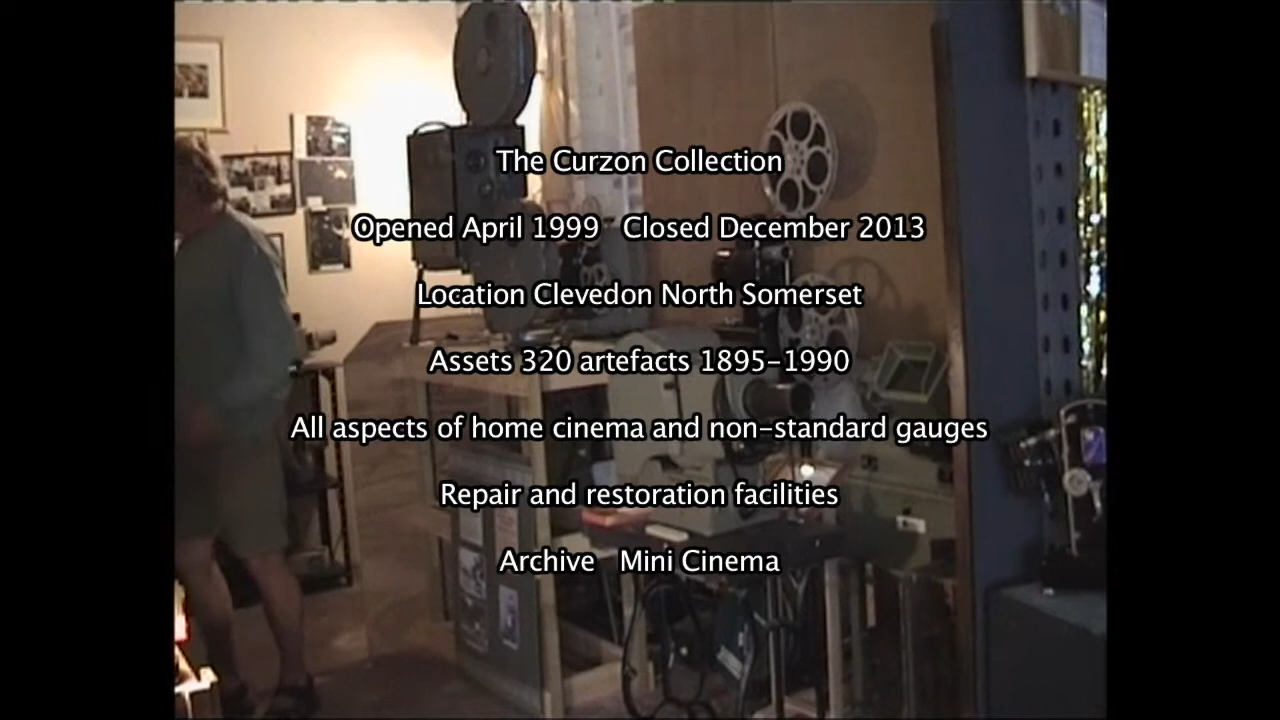 The Curzon Collection
Opened April 1999   Closed December 2013
Location Clevedon North Somerset
Assets 320 artefacts 1895-1990
All aspects of home cinema and non-standard gauges
Repair and restoration facilities
Archive   Mini Cinema